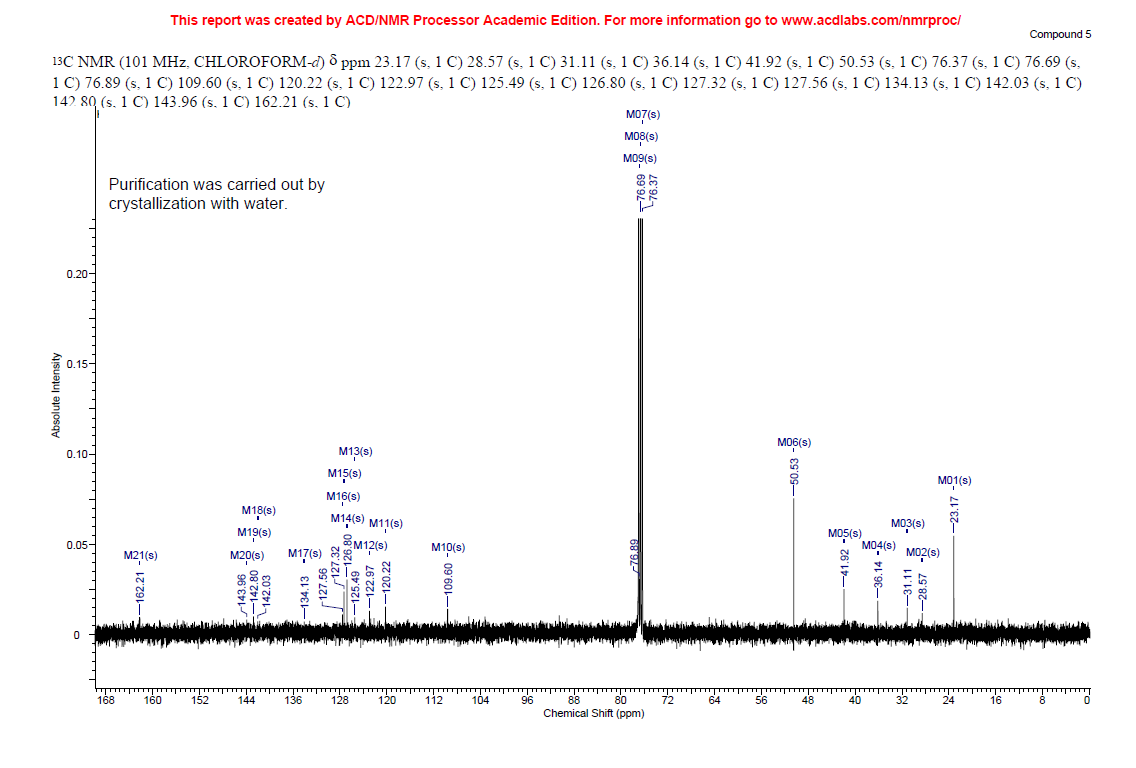 This report was created by ACD/NMR Processor Academic Edition. For more information go to www.acdlabs.com/nmrproc/
Compound 5
13C NMR (101 MHz, CHLOROFORM-d) δ ppm 23.17 (s, 1 C) 28.57 (s, 1 C) 31.11 (s, 1 C) 36.14 (s, 1 C) 41.92 (s, 1 C) 50.53 (s, 1 C) 76.37 (s, 1 C) 76.69 (s,
1 C) 76.89 (s, 1 C) 109.60 (s, 1 C) 120.22 (s, 1 C) 122.97 (s, 1 C) 125.49 (s, 1 C) 126.80 (s, 1 C) 127.32 (s, 1 C) 127.56 (s, 1 C) 134.13 (s, 1 C) 142.03 (s, 1 C)
142.80 (s, 1 C) 143.96 (s, 1 C) 162.21 (s, 1 C)
M07(s)
M08(s)
M09(s)
76.69
76.37
Purification was carried out by
crystallization with water.
0.20
0.15
0.10
0.05
0
Absolute Intensity
M13(s)
M15(s)
M16(s)
M14(s)
M11(s)
M12(s)
M18(s)
M19(s)
M20(s)
M17(s)
M21(s)
M10(s)
M06(s)
M05(s)
M04(s)
M03(s)
M02(s)
M01(s)
162.21
143.96
142.80
142.03
134.13
127.56
127.32
126.80
125.49
122.97
120.22
109.60
76.89
50.53
41.92
36.14
31.11
28.57
23.17
168 160 152 144 136 128 120 112 104 96 88 80 72 64 56 48 40 32 24 16 8 0
Chemical Shift (ppm)